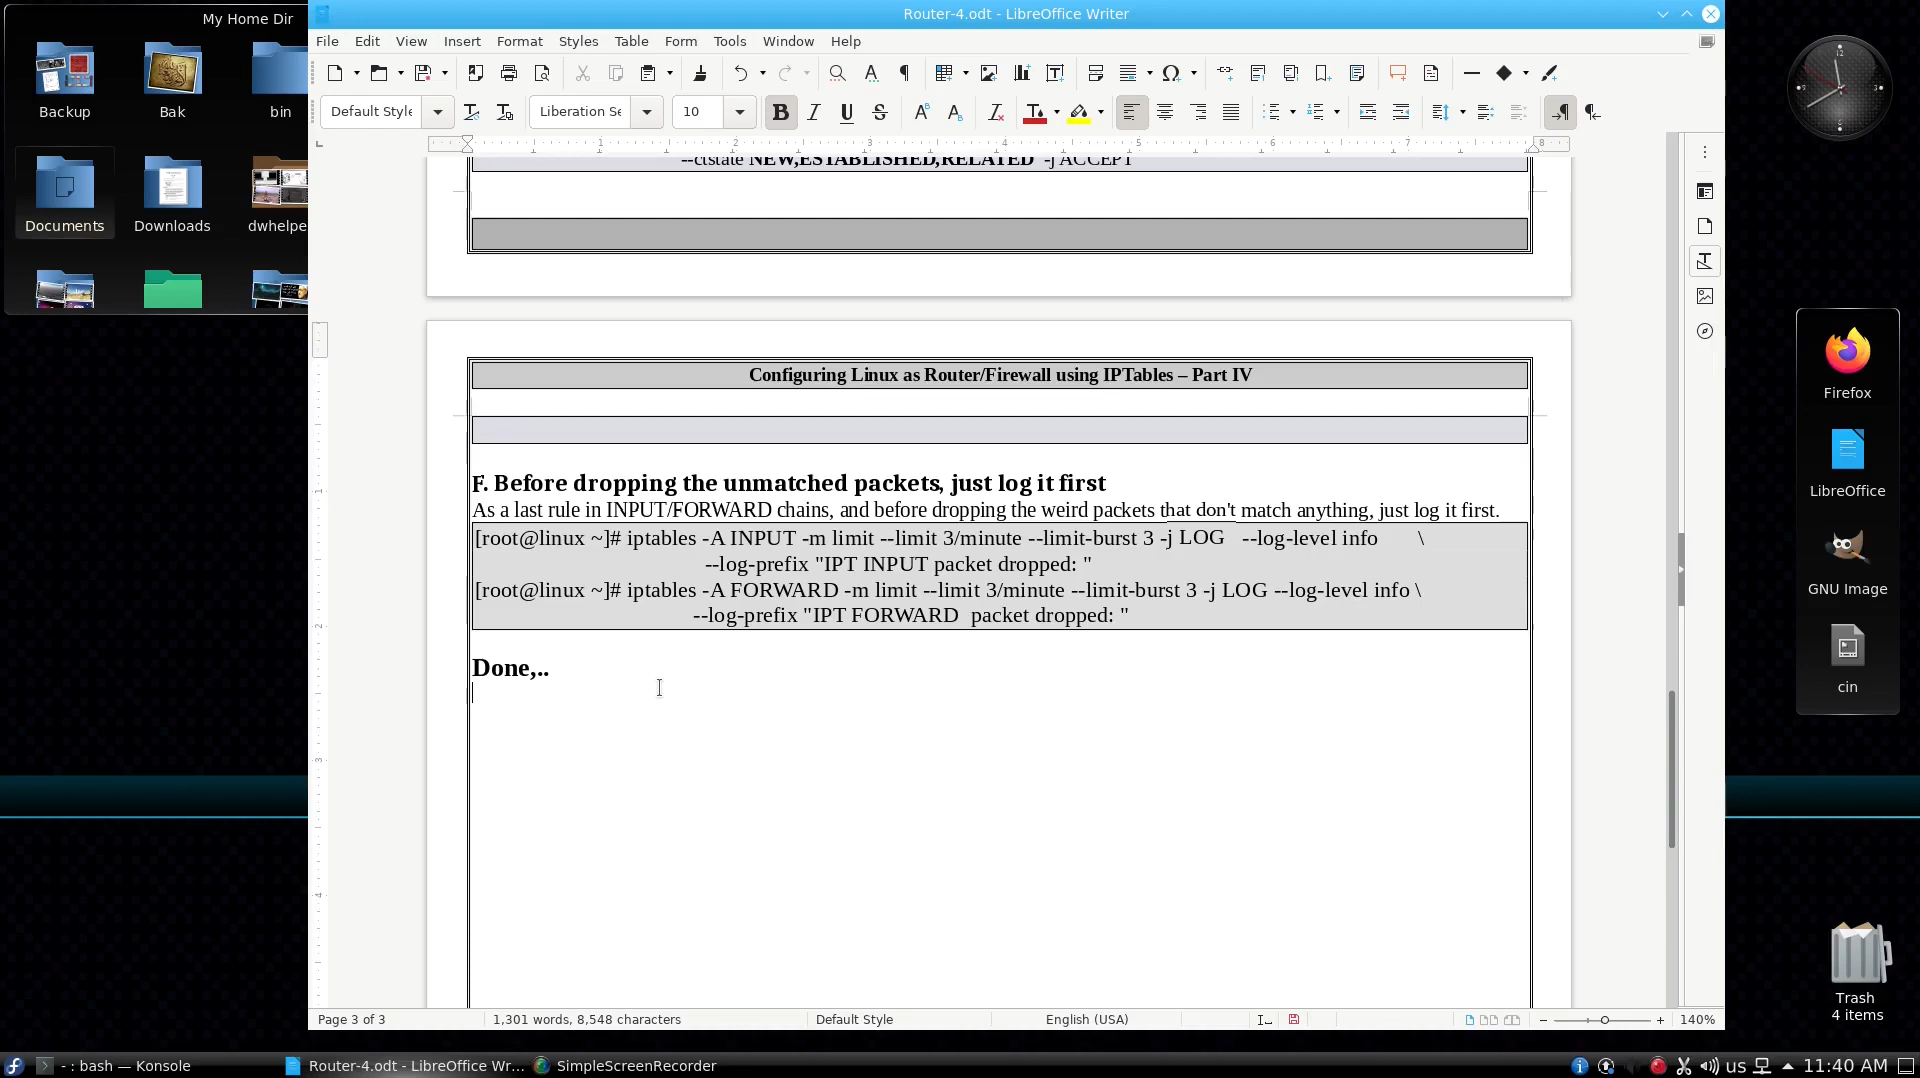 My Home Dir
Router-4.odt - LibreOffice Writer
File Edit View Insert Format Styles Table Form Tools Window Help
Backup
Bak
bin
Default Style
Liberation Se
10
Documents
Downloads
dwhelpe
--ctstate NEW,ESTABLISHED,RELATED -j ACCEPT
Configuring Linux as Router/Firewall using IPTables – Part IV
F. Before dropping the unmatched packets, just log it first
As a last rule in INPUT/FORWARD chains, and before dropping the weird packets that don't match anything, just log it first.
[root@linux ~]# iptables -A INPUT -m limit --limit 3/minute --limit-burst 3 -j LOG --log-level info \
--log-prefix "IPT INPUT packet dropped: "
[root@linux ~]# iptables -A FORWARD -m limit --limit 3/minute --limit-burst 3 -j LOG --log-level info \
--log-prefix "IPT FORWARD packet dropped: "
Done,..
Firefox
LibreOffice
GNU Image
cin
Trash
4 items
Page 3 of 3
1,301 words, 8,548 characters
Default Style
English (USA)
140%
- : bash — Konsole
Router-4.odt - LibreOffice Wr...
SimpleScreenRecorder
us
11:40 AM